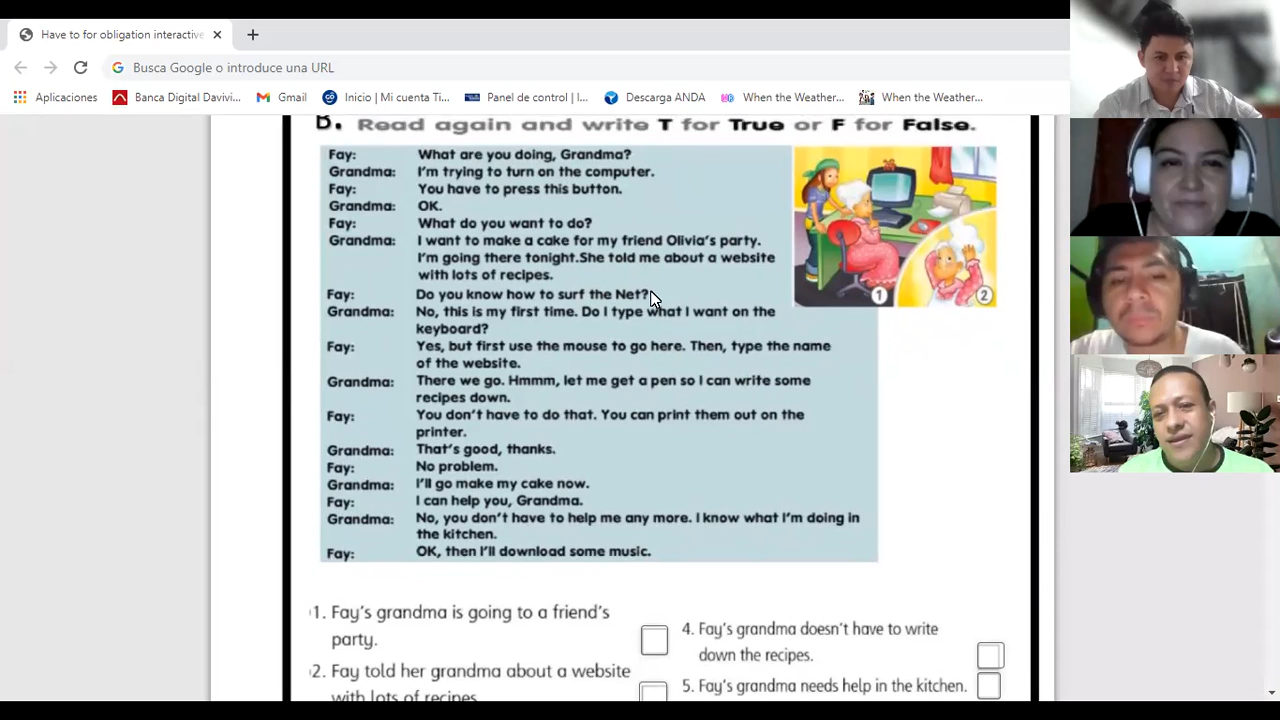 Have to for obligation interactive
Busca Google o introduce una URL
Aplicaciones
Banca Digital Davivi...
Gmail
Inicio | Mi cuenta Ti...
Panel de control | I...
Descarga ANDA
When the Weather...
When the Weather...
B. Read again and write T for True or F for False.
Fay: What are you doing, Grandma?
Grandma: I'm trying to turn on the computer.
Fay: You have to press this button.
Grandma: OK.
Fay: What do you want to do?
Grandma: I want to make a cake for my friend Olivia's party.
I'm going there tonight.She told me about a website
with lots of recipes.
Fay: Do you know how to surf the Net?
Grandma: No, this is my first time. Do I type what I want on the
keyboard?
Fay: Yes, but first use the mouse to go here. Then, type the name
of the website.
Grandma: There we go. Hmmm, let me get a pen so I can write some
recipes down.
Fay: You don't have to do that. You can print them out on the
printer.
Grandma: That's good, thanks.
Fay: No problem.
Grandma: I'll go make my cake now.
Fay: I can help you, Grandma.
Grandma: No, you don't have to help me any more. I know what I'm doing in
the kitchen.
Fay: OK, then I'll download some music.
1
2
1. Fay's grandma is going to a friend's
party.
2. Fay told her grandma about a website
with lots of recipes
4. Fay's grandma doesn't have to write
down the recipes.
5. Fay's grandma needs help in the kitchen.